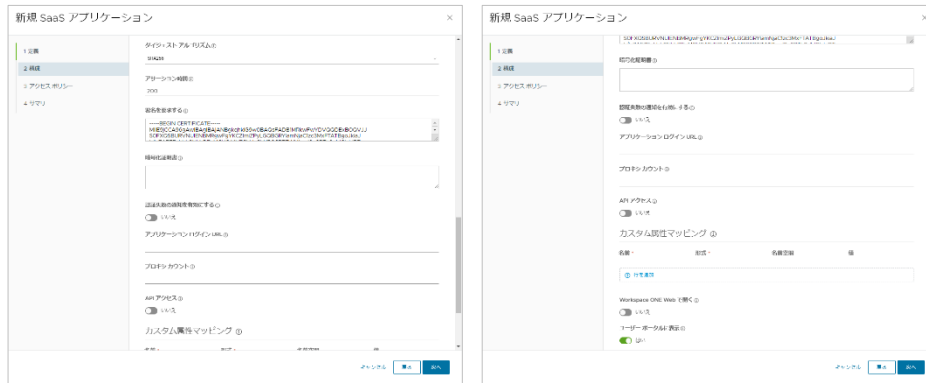 新規 SaaS アプリケーション
×
1 定義
2 構成
3 アクセス ポリシー
4 サマリ
ダイジェスト アルゴリズム
アサーション時間
200
署名を要求する
-----BEGIN CERTIFICATE-----
暗号化証明書
認証失敗の通知を有効にする
いいえ
アプリケーション ログイン URL
プロキシ カウント
API アクセス
いいえ
カスタム属性マッピング
キャンセル
戻る
次へ
新規 SaaS アプリケーション
×
1 定義
2 構成
3 アクセス ポリシー
4 サマリ
暗号化証明書
認証失敗の通知を有効にする
いいえ
アプリケーション ログイン URL
プロキシ カウント
API アクセス
いいえ
カスタム属性マッピング
名前
形式
名前空間
値
行を追加
Workspace ONE Web で開く
いいえ
ユーザー ポータルに表示
はい
キャンセル
戻る
次へ